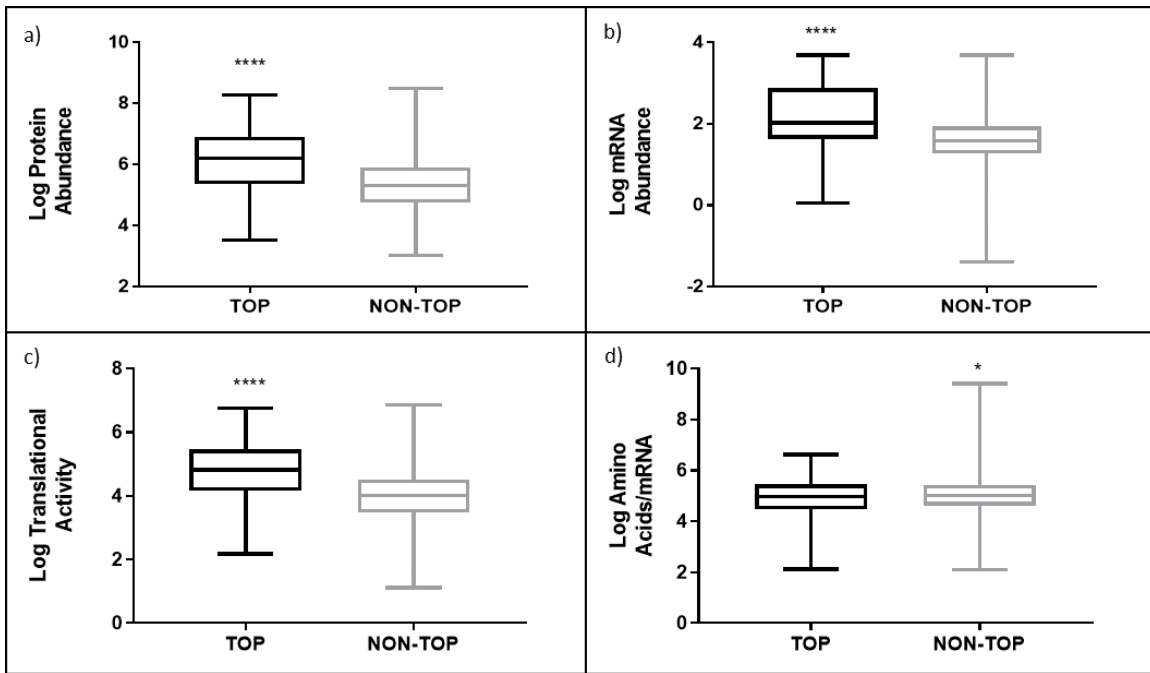 a)
Log Protein
Abundance
10
8
6
4
2
****
TOP
NON-TOP
b)
Log mRNA
Abundance
4
2
0
-2
****
TOP
NON-TOP
c)
Log Translational
Activity
8
6
4
2
0
****
TOP
NON-TOP
d)
Log Amino
Acids/mRNA
10
8
6
4
2
0
*
TOP
NON-TOP